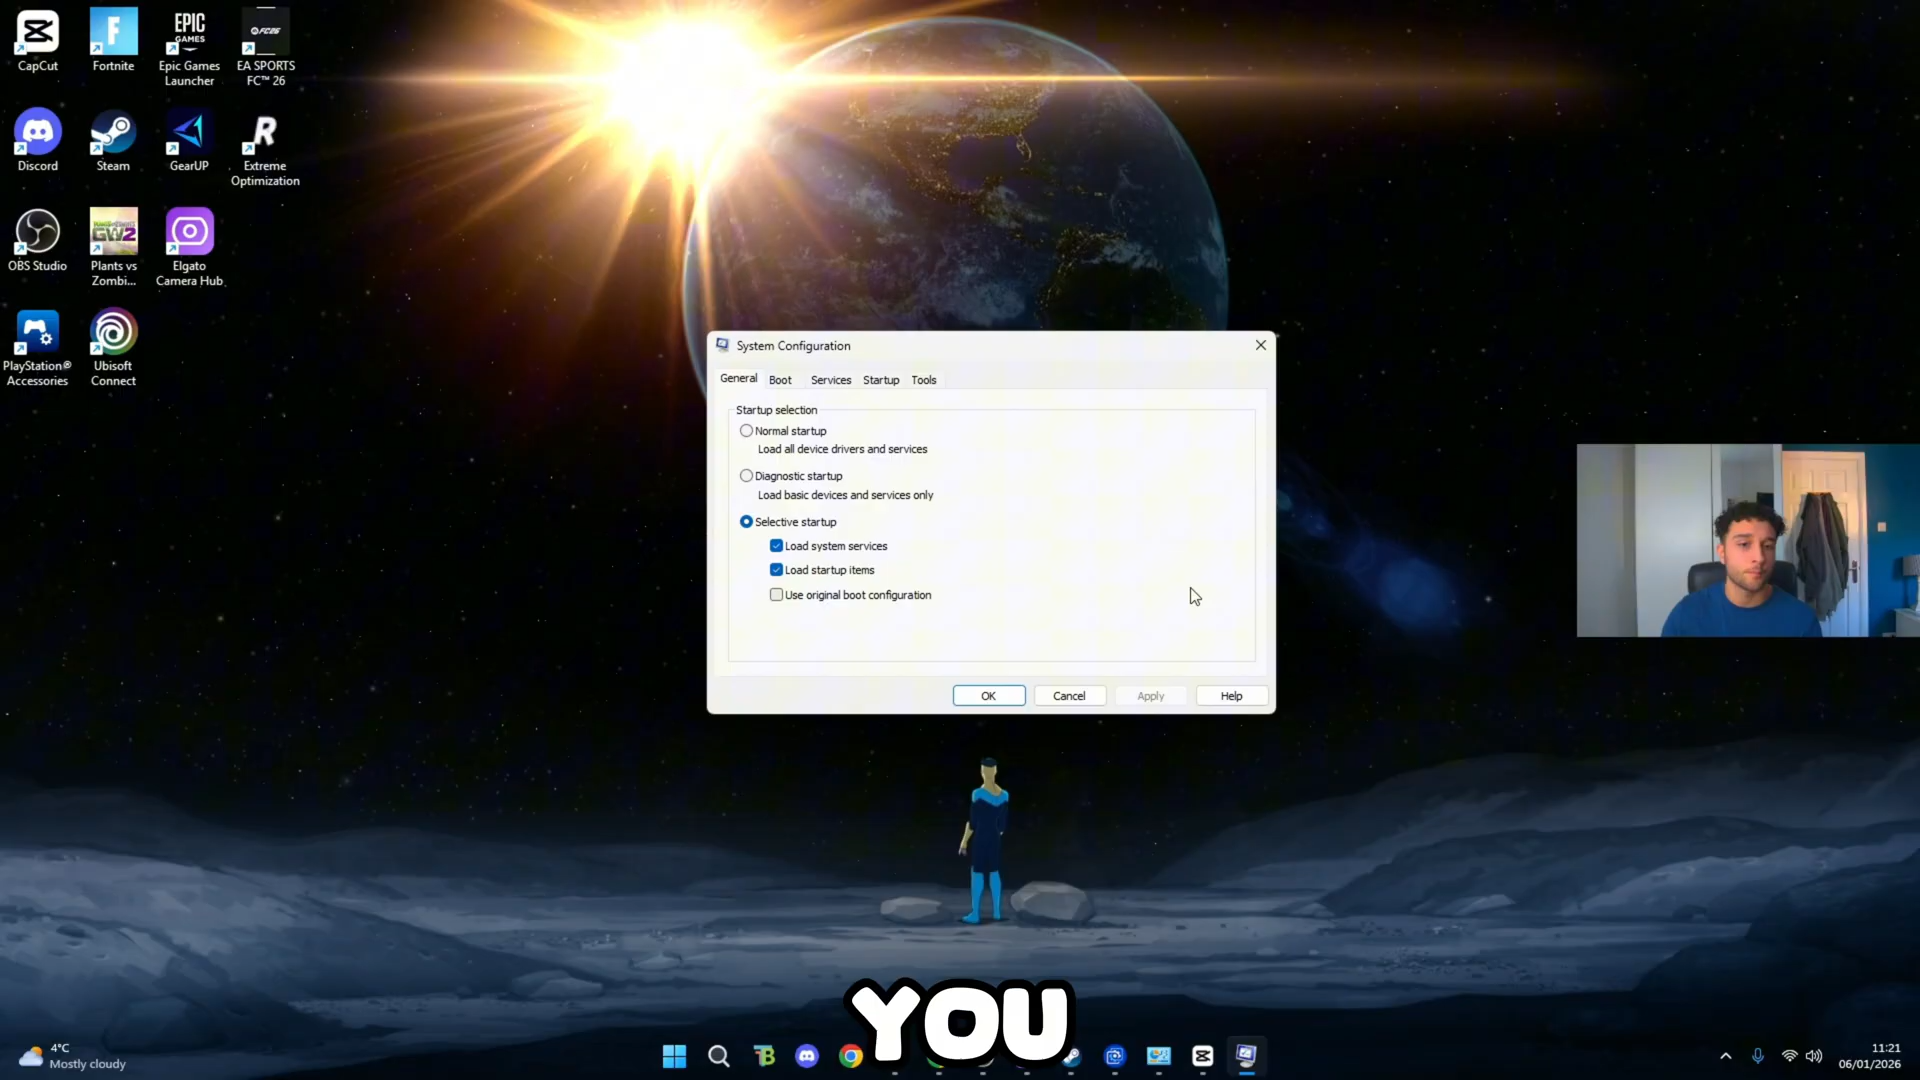 CapCut
Fortnite
Epic Games
Launcher
EA SPORTS
FC™ 26
EPIC
GAMES
FC26
Discord
Steam
GearUP
Extreme
Optimization
OBS Studio
Plants vs
Zombi...
GW2
Elgato
Camera Hub
PlayStation®
Accessories
Ubisoft
Connect
System Configuration
General
Boot
Services
Startup
Tools
Startup selection
Normal startup
Load all device drivers and services
Diagnostic startup
Load basic devices and services only
Selective startup
Load system services
Load startup items
Use original boot configuration
OK
Cancel
Apply
Help
YOU
4°C
Mostly cloudy
11:21
06/01/2026